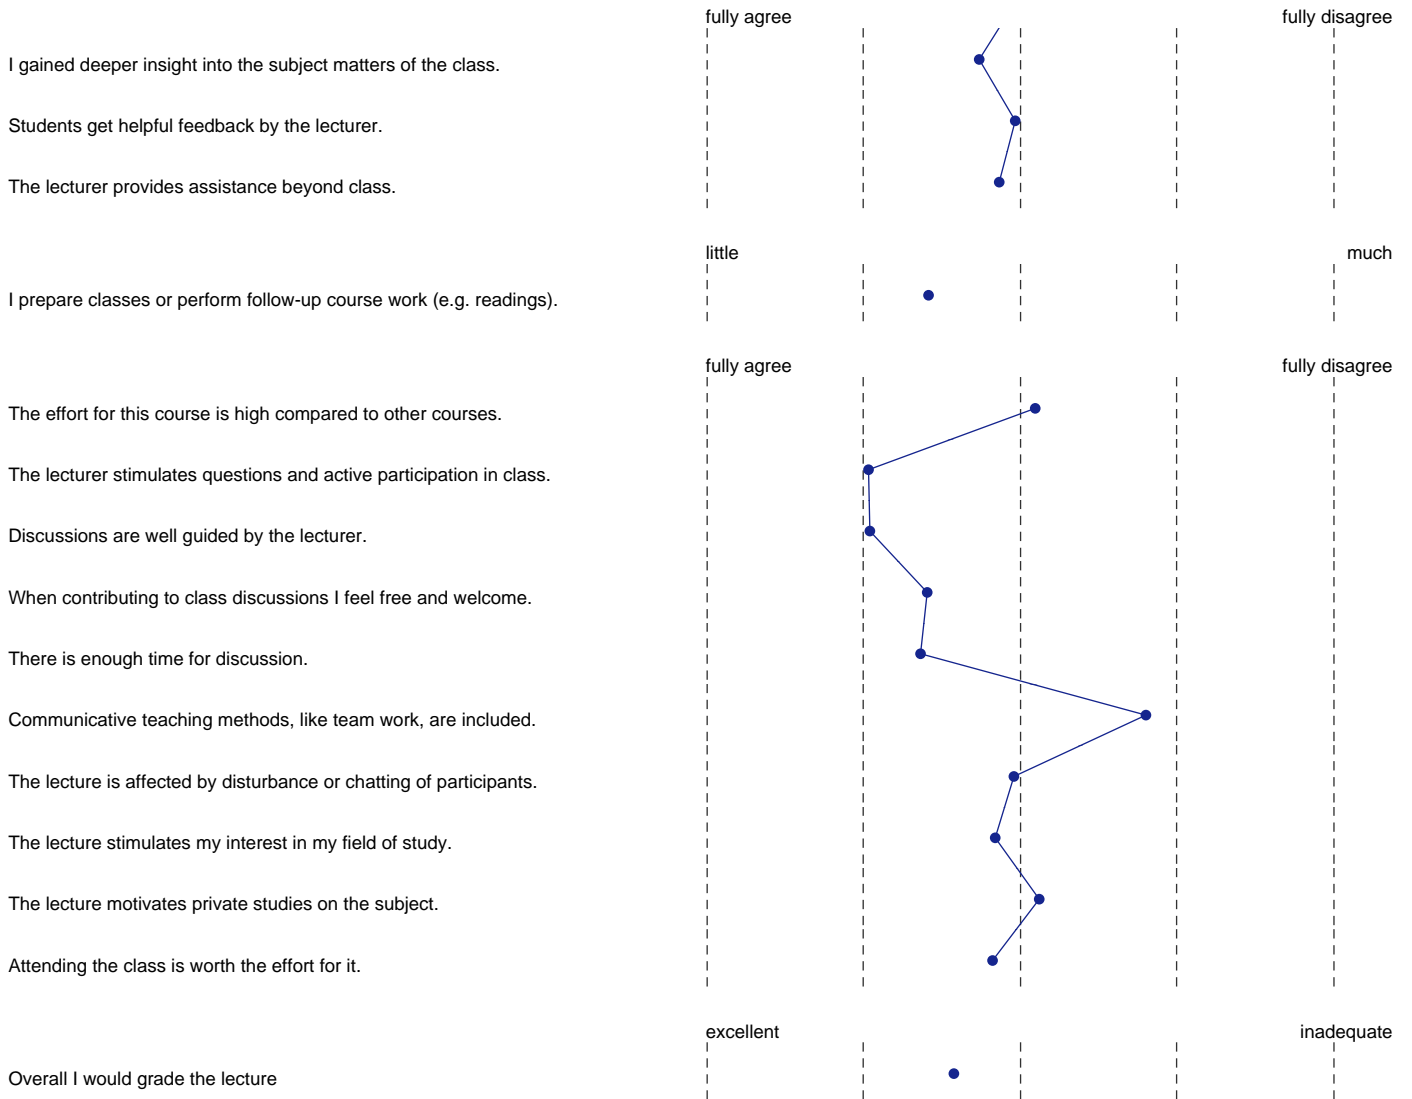 fully agree fully disagree
I gained deeper insight into the subject matters of the class.
Students get helpful feedback by the lecturer.
The lecturer provides assistance beyond class.
little much
I prepare classes or perform follow-up course work (e.g. readings).
fully agree fully disagree
The effort for this course is high compared to other courses.
The lecturer stimulates questions and active participation in class.
Discussions are well guided by the lecturer.
When contributing to class discussions I feel free and welcome.
There is enough time for discussion.
Communicative teaching methods, like team work, are included.
The lecture is affected by disturbance or chatting of participants.
The lecture stimulates my interest in my field of study.
The lecture motivates private studies on the subject.
Attending the class is worth the effort for it.
excellent inadequate
Overall I would grade the lecture